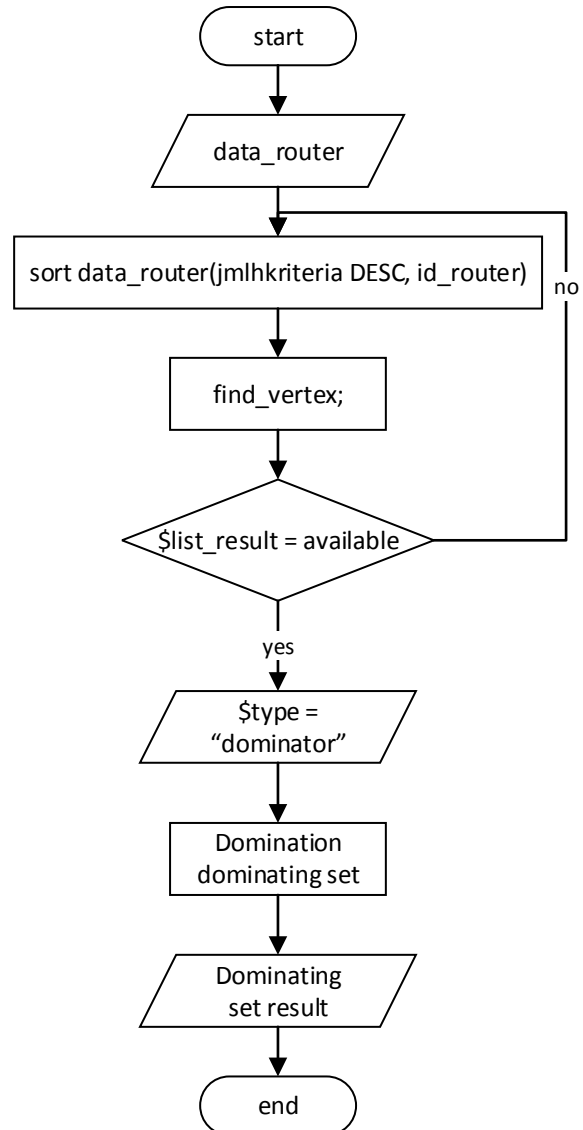 start
data_router
sort data_router(jmlhkriteria DESC, id_router)
no
find_vertex;
$list_result = available
yes
$type =
“dominator”
Domination
dominating set
Dominating
set result
end